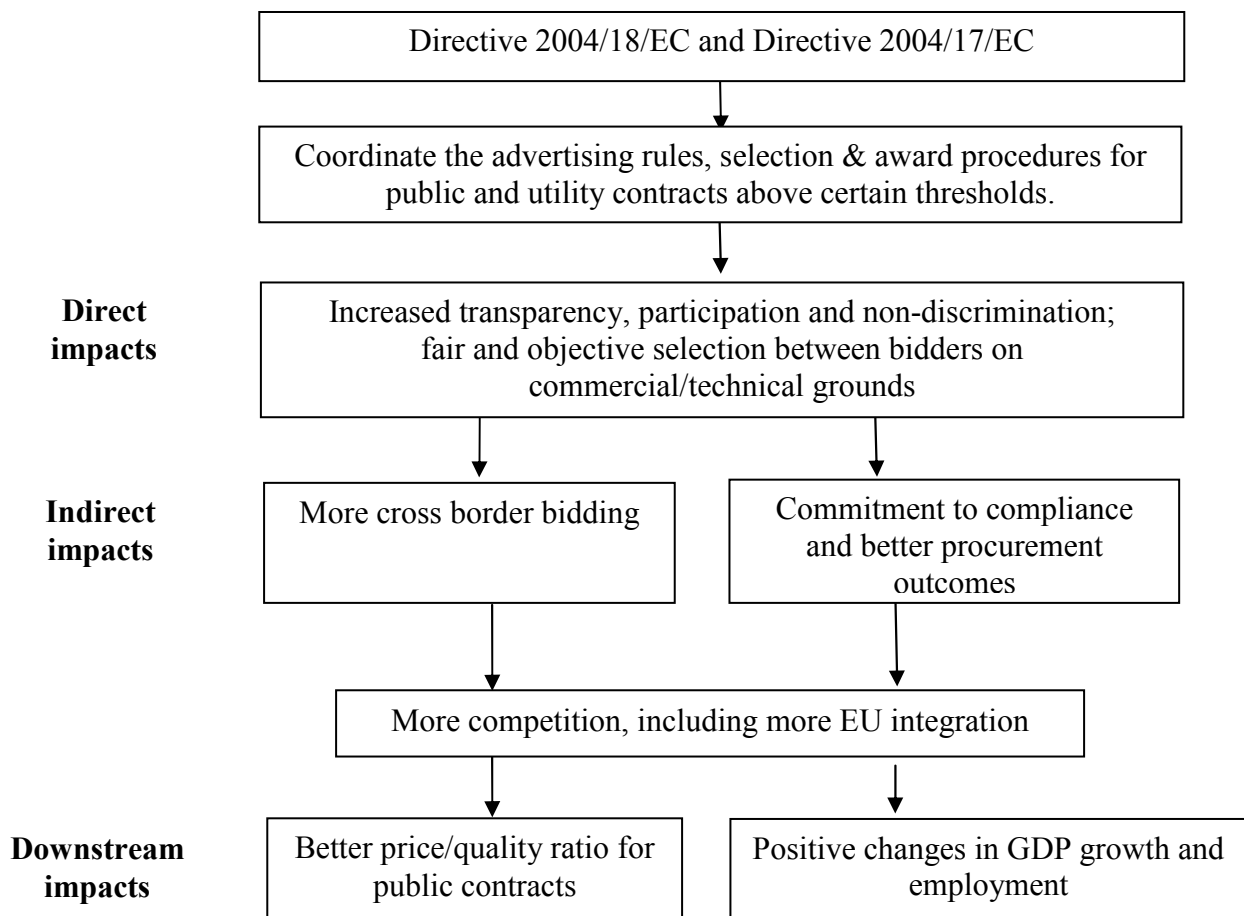 Directive 2004/18/EC and Directive 2004/17/EC
Coordinate the advertising rules, selection & award procedures for
public and utility contracts above certain thresholds.
Direct
impacts
Increased transparency, participation and non-discrimination;
fair and objective selection between bidders on
commercial/technical grounds
Indirect
impacts
More cross border bidding
Commitment to compliance
and better procurement
outcomes
More competition, including more EU integration
Downstream
impacts
Better price/quality ratio for
public contracts
Positive changes in GDP growth and
employment